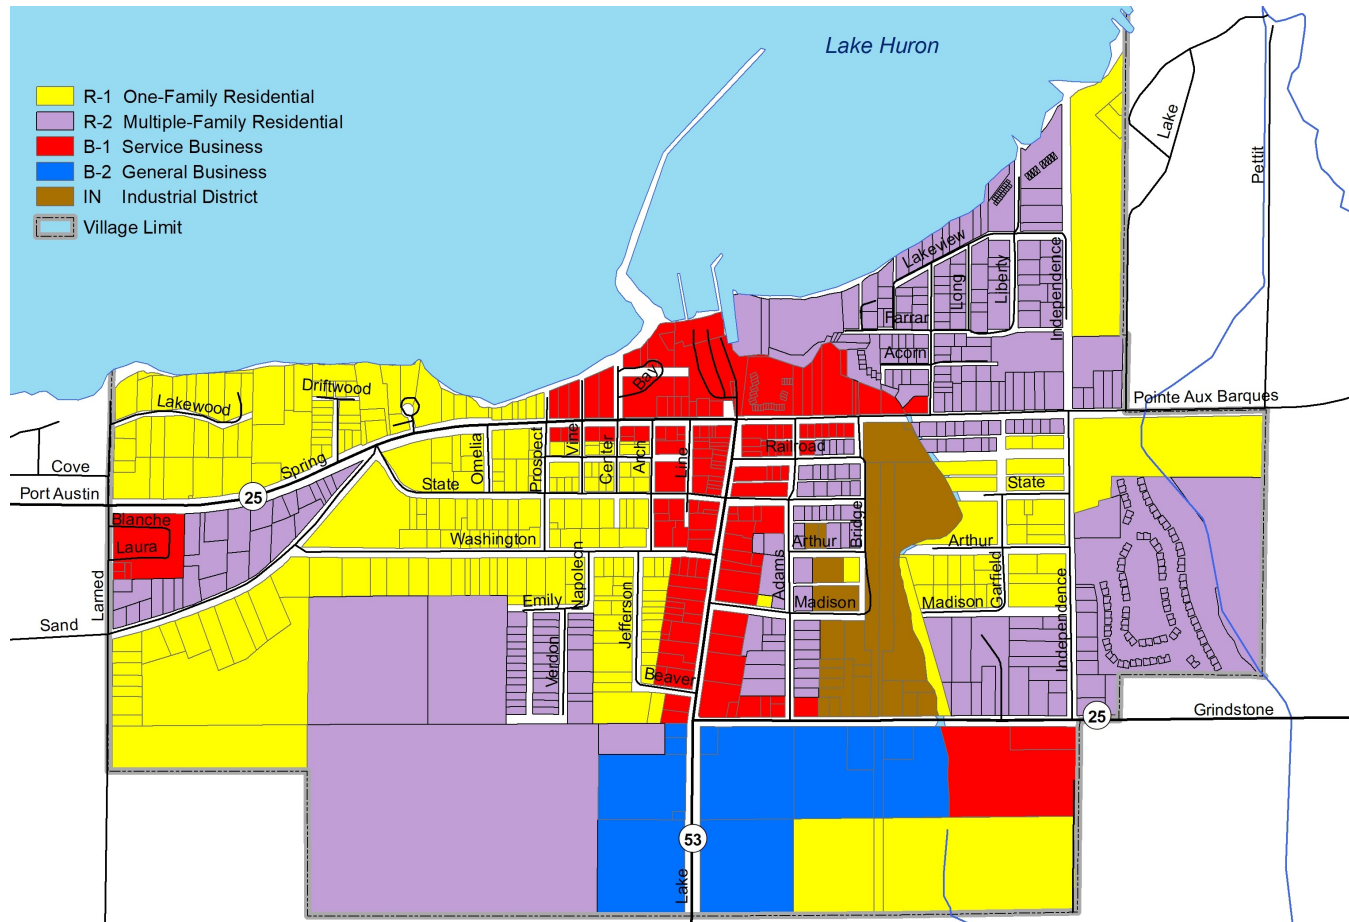 Lake Huron
R-1 One-Family Residential
R-2 Multiple-Family Residential
B-1 Service Business
B-2 General Business
IN Industrial District
Village Limit
Lake
Pettit
Lakeview
Long
Liberty
Independence
Farrar
Acorn
Bay
Driftwood
Lakewood
Pointe Aux Barques
Spring
Omelia
Prospect
Vine
Center
Arch
Line
Railroad
Cove
Port Austin
25
State
State
Blanche
Laura
Washington
Arthur
Bridge
Arthur
Larned
Sand
Emily
Napoleon
Jefferson
Adams
Madison
Madison
Garfield
Independence
Verdon
Beaver
25
Grindstone
53
Lake